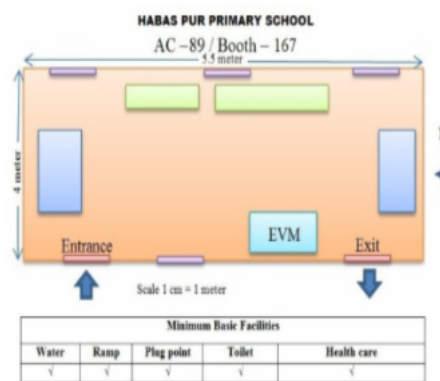 HABAS PUR PRIMARY SCHOOL
AC –89 / Booth – 167
5.5 meter
4 meter
EVM
Entrance
Exit
Scale 1 cm = 1 meter
Minimum Basic Facilities
Water Ramp Plug point Toilet Health care
√ √ √ √ √